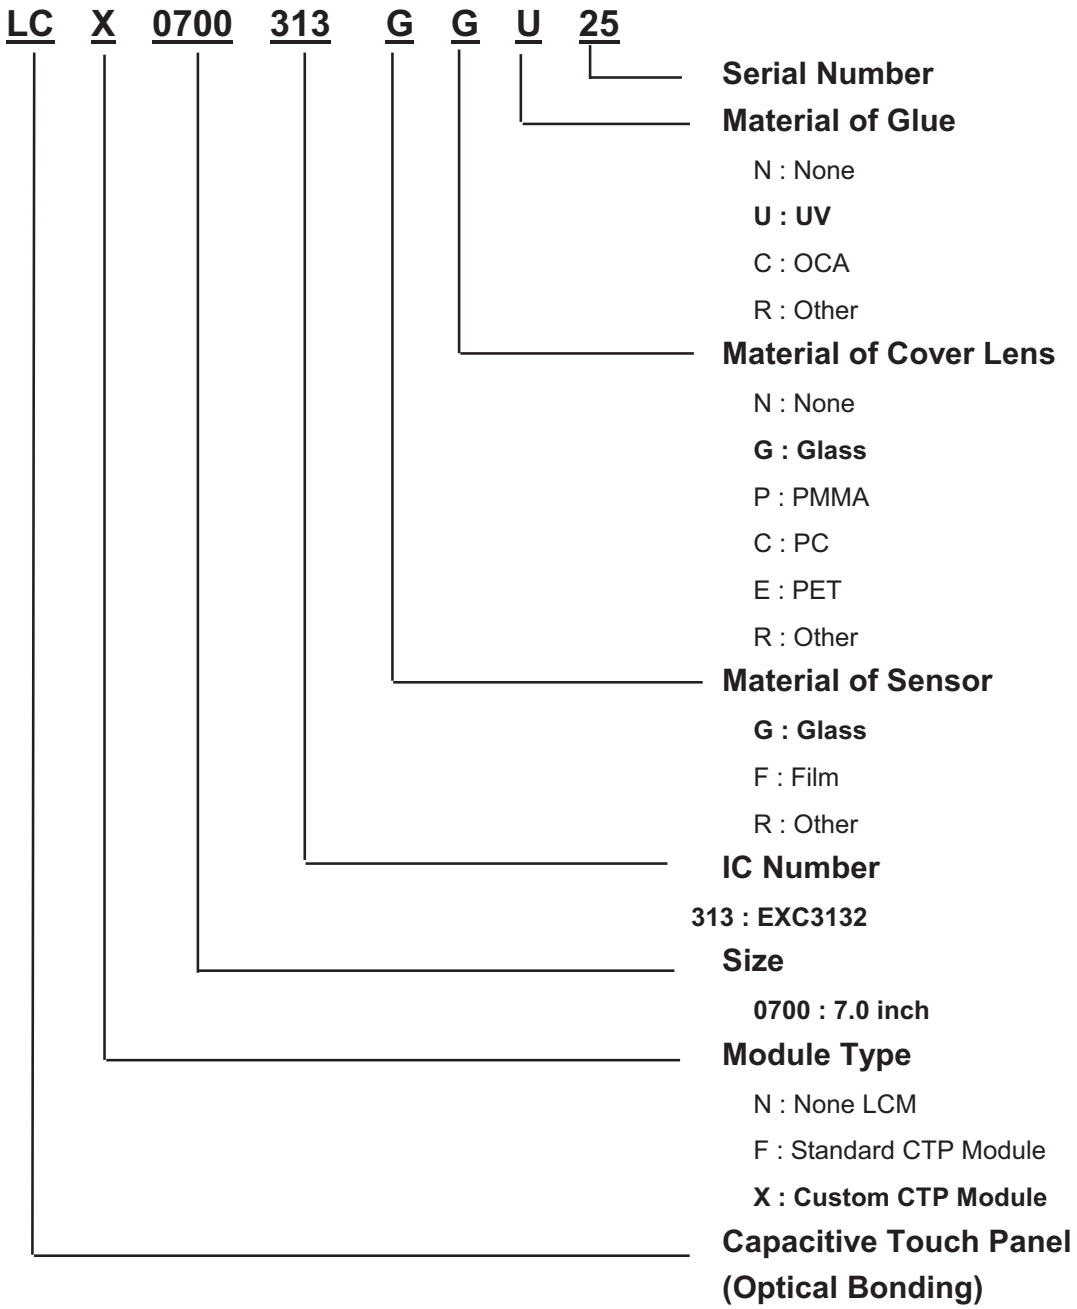 LC X 0700 313 G G U 25
Serial Number
Material of Glue
N : None
U : UV
C : OCA
R : Other
Material of Cover Lens
N : None
G : Glass
P : PMMA
C : PC
E : PET
R : Other
Material of Sensor
G : Glass
F : Film
R : Other
IC Number
313 : EXC3132
Size
0700 : 7.0 inch
Module Type
N : None LCM
F : Standard CTP Module
X : Custom CTP Module
Capacitive Touch Panel
(Optical Bonding)